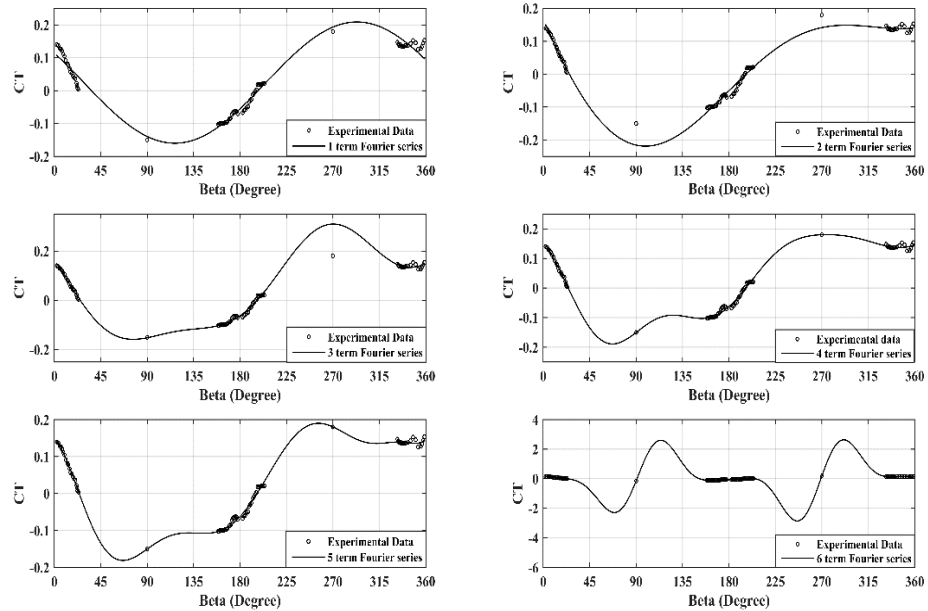 0.2
0.1
0
-0.1
-0.2
CT
0 45 90 135 180 225 270 315 360
Beta (Degree)
Experimental Data
1 term Fourier series
0.2
0.1
0
-0.1
-0.2
CT
0 45 90 135 180 225 270 315 360
Beta (Degree)
Experimental Data
2 term Fourier series
0.2
0
-0.2
CT
0 45 90 135 180 225 270 315 360
Beta (Degree)
Experimental Data
3 term Fourier series
0.2
0.1
0
-0.1
-0.2
CT
0 45 90 135 180 225 270 315 360
Beta (Degree)
Experimental data
4 term Fourier series
0.2
0.1
0
-0.1
-0.2
CT
0 45 90 135 180 225 270 315 360
Beta (Degree)
Experimental Data
5 term Fourier series
4
2
0
-2
-4
-6
CT
0 45 90 135 180 225 270 315 360
Beta (Degree)
Experimental Data
6 term Fourier series